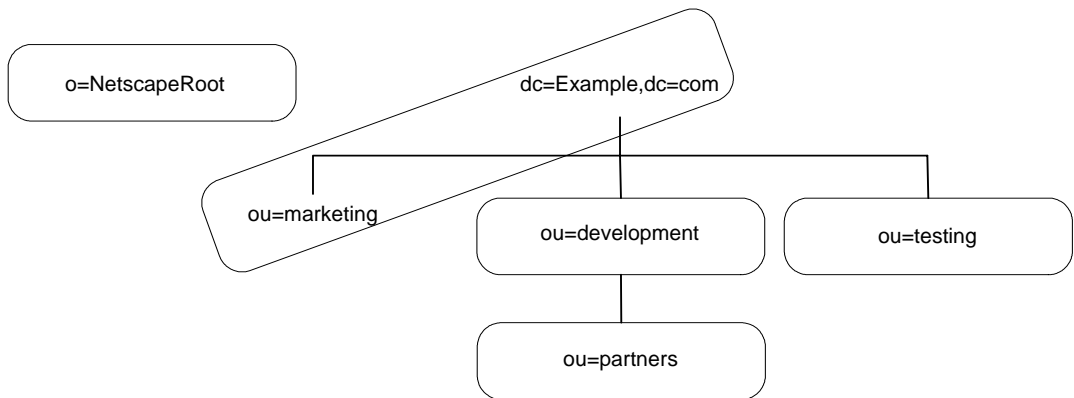 o=NetscapeRoot
dc=Example,dc=com
ou=marketing
ou=development
ou=testing
ou=partners